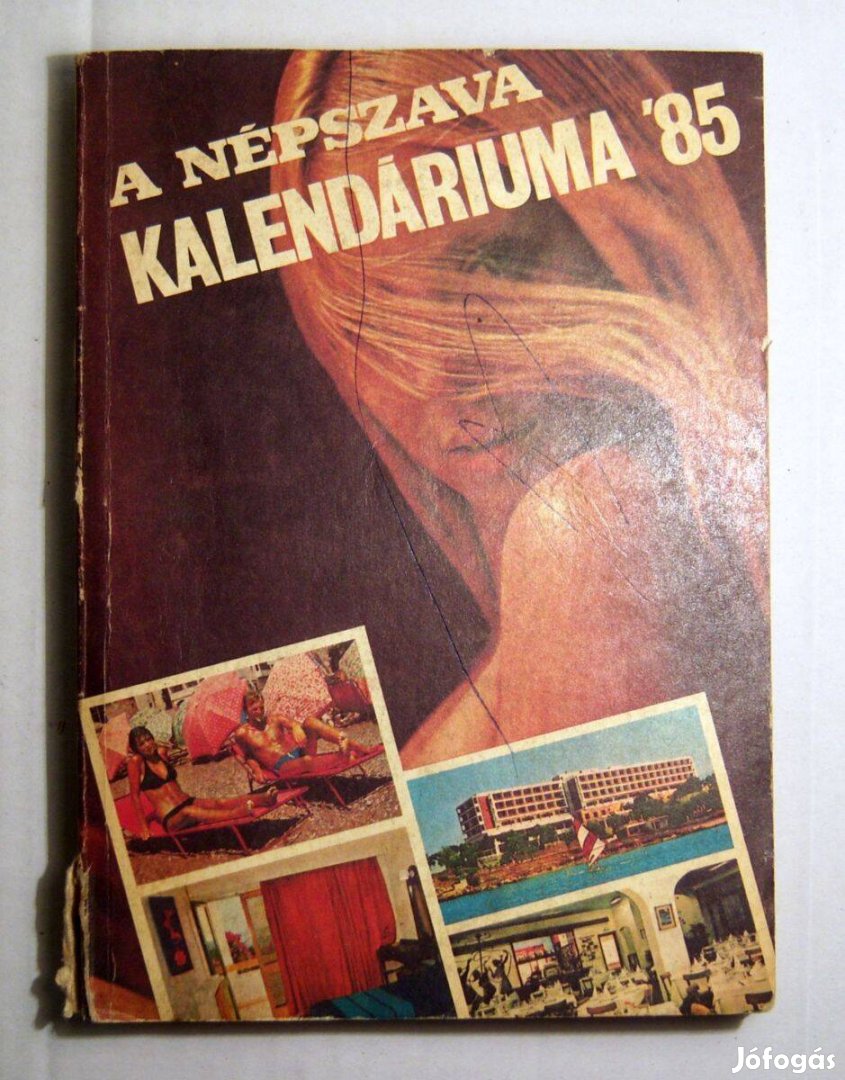 A NÉPSZAVA
KALENDÁRIUMA '85
Jófogás